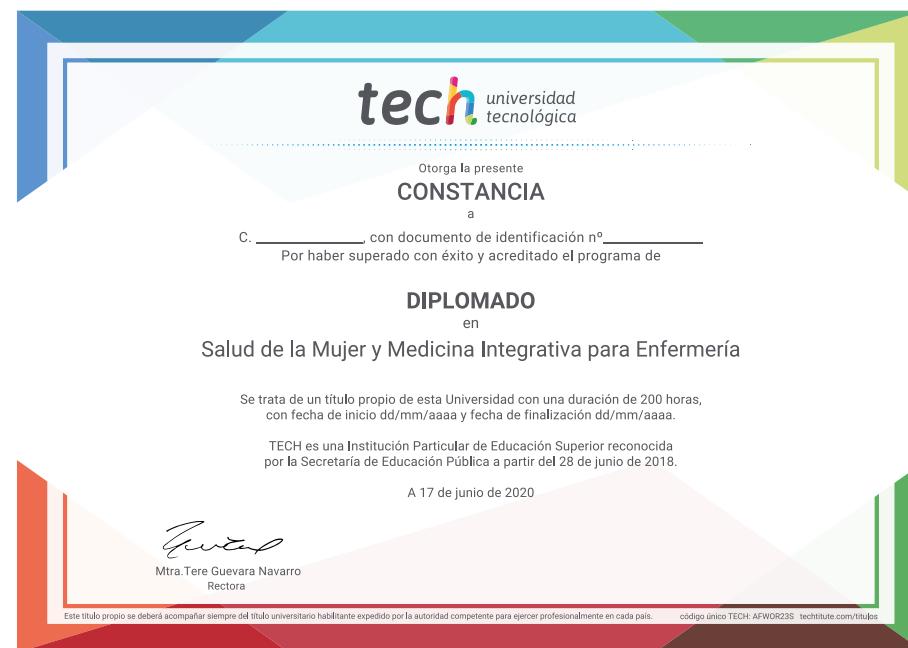 tech universidad
tecnológica
Otorga la presente
CONSTANCIA
a
C. ______________, con documento de identificación nº_____________
Por haber superado con éxito y acreditado el programa de
DIPLOMADO
en
Salud de la Mujer y Medicina Integrativa para Enfermería
Se trata de un título propio de esta Universidad con una duración de 200 horas,
con fecha de inicio dd/mm/aaaa y fecha de finalización dd/mm/aaaa.
TECH es una Institución Particular de Educación Superior reconocida
por la Secretaría de Educación Pública a partir del 28 de junio de 2018.
A 17 de junio de 2020
Mtra.Tere Guevara Navarro
Rectora
Este título propio se deberá acompañar siempre del título universitario habilitante expedido por la autoridad competente para ejercer profesionalmente en cada país. código único TECH: AFWOR23S techtitute.com/titulos